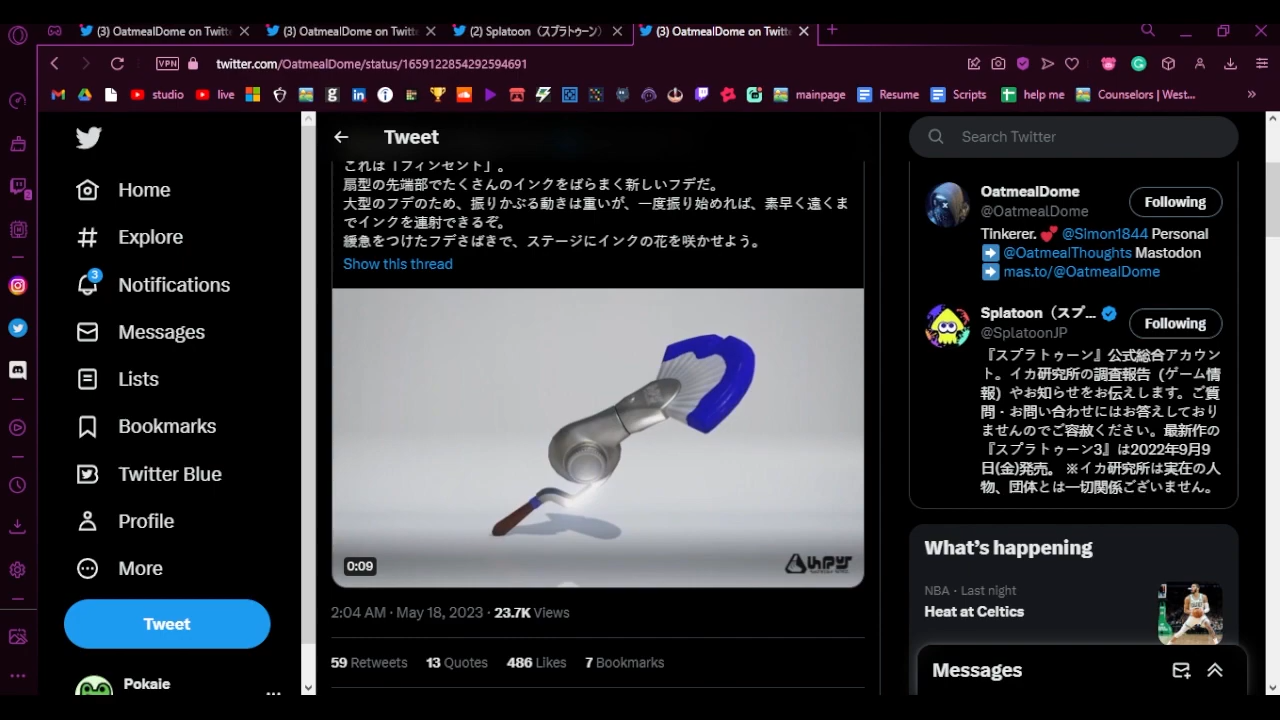 (3) OatmealDome on Twitt
(3) OatmealDome on Twitt
(2) Splatoon（スプラトゥーン）
(3) OatmealDome on Twitt
VPN
twitter.com/OatmealDome/status/1659122854292594691
studio
live
mainpage
Resume
Scripts
help me
Counselors | West...
Home
Explore
3
Notifications
Messages
Lists
Bookmarks
Twitter Blue
Profile
More
Tweet
Pokaie
Tweet
これは「フィンセント」。
扇型の先端部でたくさんのインクをばらまく新しいフデだ。
大型のフデのため、振りかぶる動きは重いが、一度振り始めれば、素早く遠くま
でインクを連射できるぞ。
緩急をつけたフデさばきで、ステージにインクの花を咲かせよう。
Show this thread
0:09
2:04 AM · May 18, 2023 · 23.7K Views
59 Retweets 13 Quotes 486 Likes 7 Bookmarks
Search Twitter
OatmealDome
@OatmealDome
Following
Tinkerer. 💕 @Simon1844 Personal
➡️ @OatmealThoughts Mastodon
➡️ mas.to/@OatmealDome
Splatoon（スプ...
@SplatoonJP
Following
『スプラトゥーン』公式総合アカウン
ト。イカ研究所の調査報告（ゲーム情
報）やお知らせをお伝えします。ご質
問・お問い合わせにはお答えしており
ませんのでご容赦ください。最新作の
『スプラトゥーン3』は2022年9月9
日(金)発売。 ※イカ研究所は実在の人
物、団体とは一切関係ございません。
What's happening
NBA · Last night
Heat at Celtics
Messages